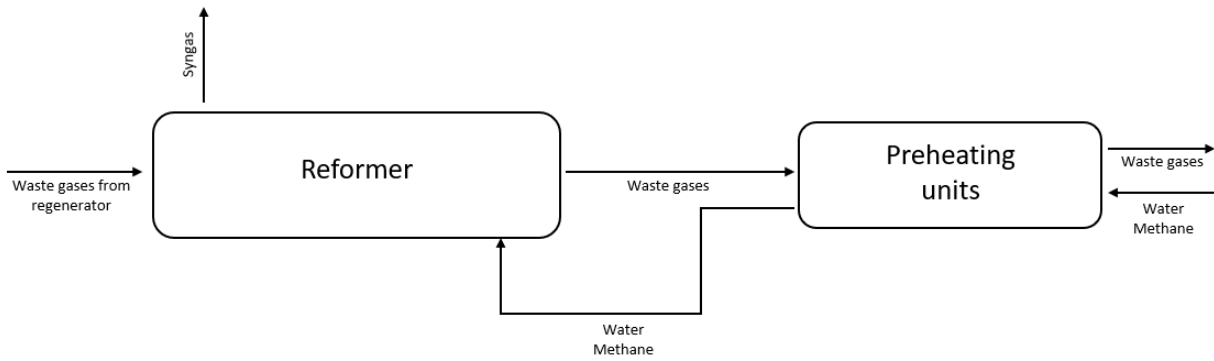 Syngas
Reformer
Waste gases from
regenerator
Waste gases
Preheating
units
Waste gases
Water
Methane
Water
Methane